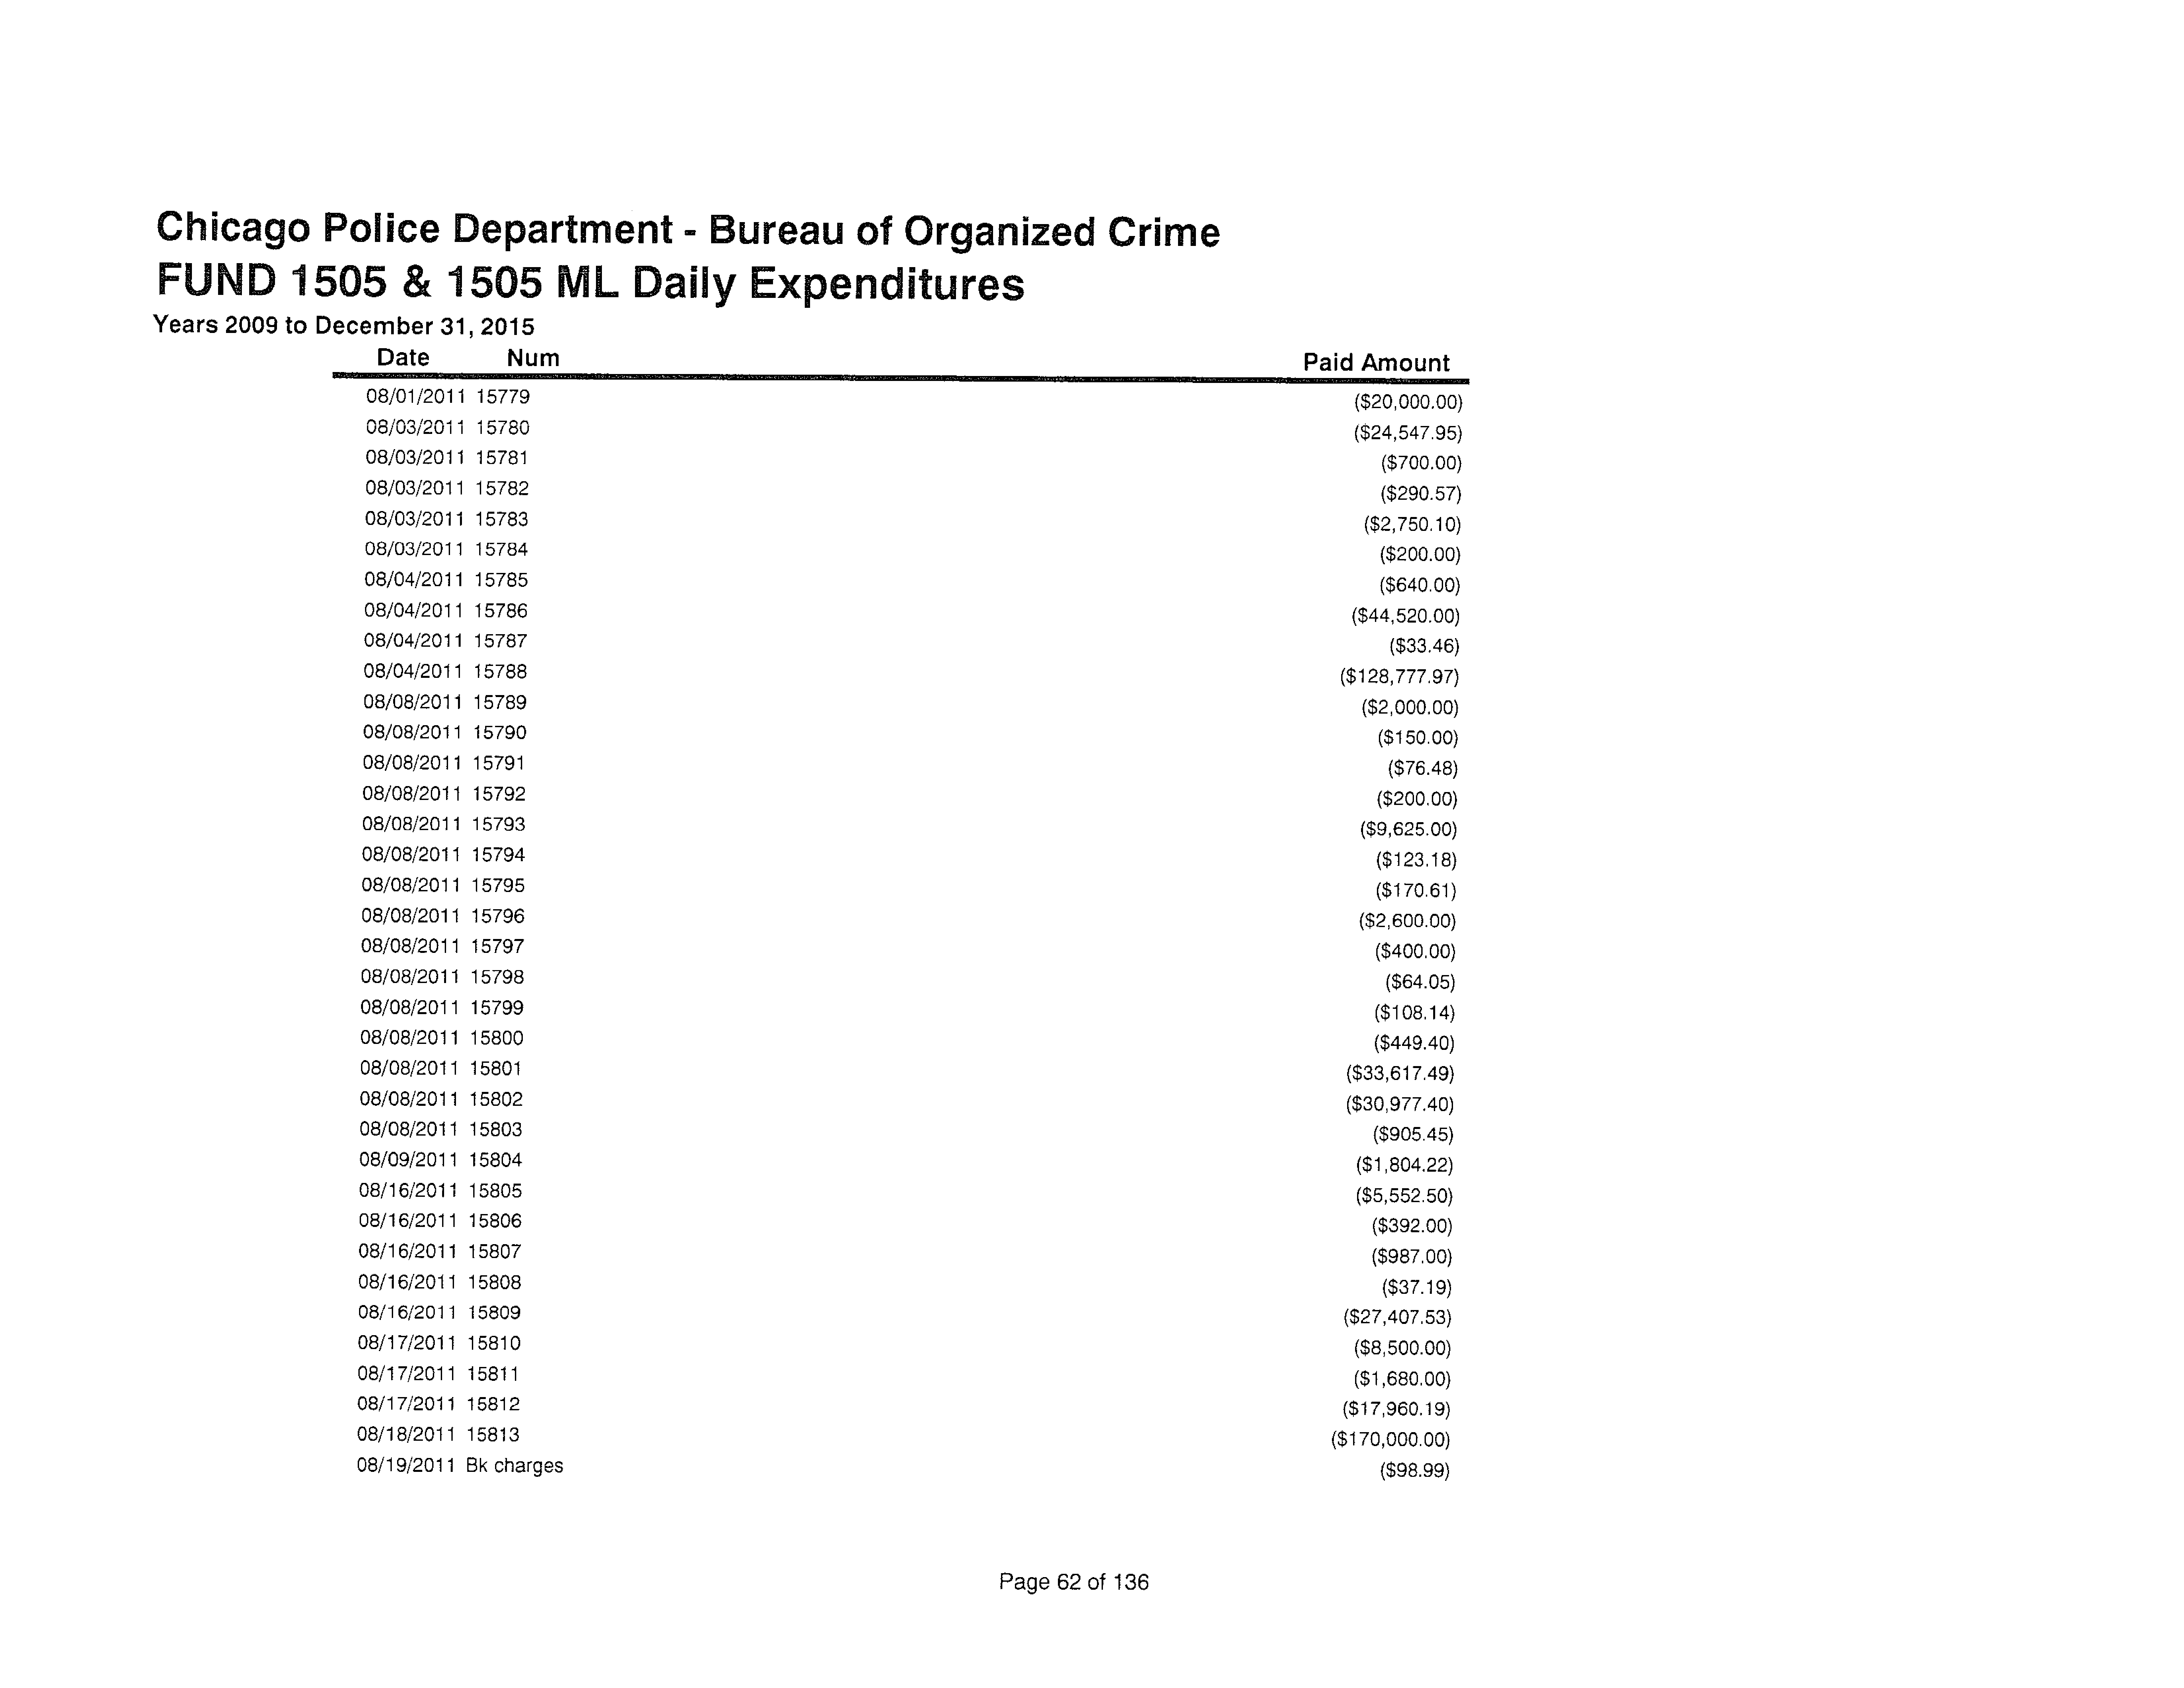 Chicago Police Department - Bureau of Organized Crime
FUND 1505 & 1505 ML Daily Expenditures
Years 2009 to December 31, 2015
Date Num Paid Amount
08/01/2011 15779 ($20,000.00)
08/03/2011 15780 ($24,547.95)
08/03/2011 15781 ($700.00)
08/03/2011 15782 ($290.57)
08/03/2011 15783 ($2,750.10)
08/03/2011 15784 ($200.00)
08/04/2011 15785 ($640.00)
08/04/2011 15786 ($44,520.00)
08/04/2011 15787 ($33.46)
08/04/2011 15788 ($128,777.97)
08/08/2011 15789 ($2,000.00)
08/08/2011 15790 ($150.00)
08/08/2011 15791 ($76.48)
08/08/2011 15792 ($200.00)
08/08/2011 15793 ($9,625.00)
08/08/2011 15794 ($123.18)
08/08/2011 15795 ($170.61)
08/08/2011 15796 ($2,600.00)
08/08/2011 15797 ($400.00)
08/08/2011 15798 ($64.05)
08/08/2011 15799 ($108.14)
08/08/2011 15800 ($449.40)
08/08/2011 15801 ($33,617.49)
08/08/2011 15802 ($30,977.40)
08/08/2011 15803 ($905.45)
08/09/2011 15804 ($1,804.22)
08/16/2011 15805 ($5,552.50)
08/16/2011 15806 ($392.00)
08/16/2011 15807 ($987.00)
08/16/2011 15808 ($37.19)
08/16/2011 15809 ($27,407.53)
08/17/2011 15810 ($8,500.00)
08/17/2011 15811 ($1,680.00)
08/17/2011 15812 ($17,960.19)
08/18/2011 15813 ($170,000.00)
08/19/2011 Bk charges ($98.99)
Page 62 of 136